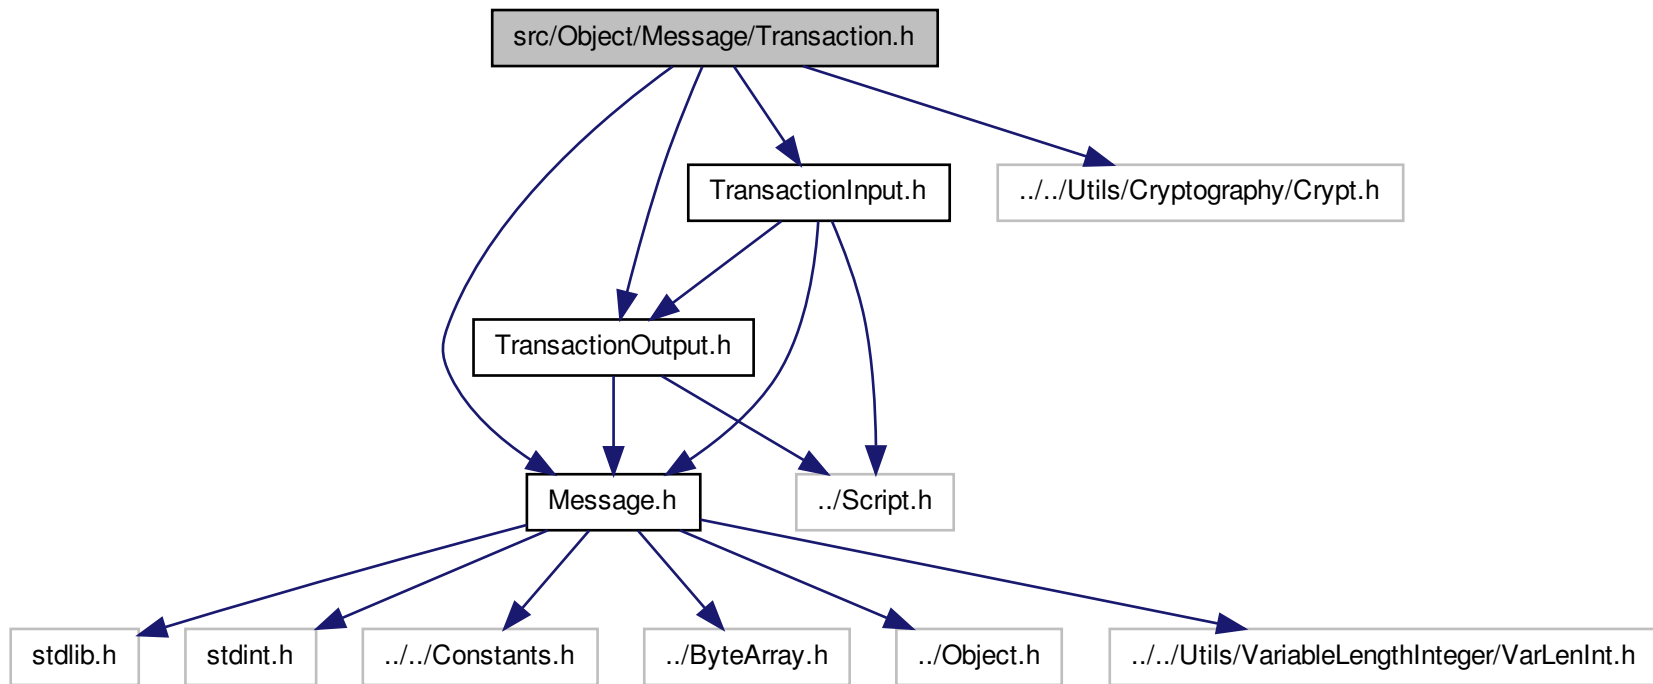 src/Object/Message/Transaction.h
TransactionInput.h
../../Utils/Cryptography/Crypt.h
TransactionOutput.h
Message.h
../Script.h
stdlib.h
stdint.h
../../Constants.h
../ByteArray.h
../Object.h
../../Utils/VariableLengthInteger/VarLenInt.h